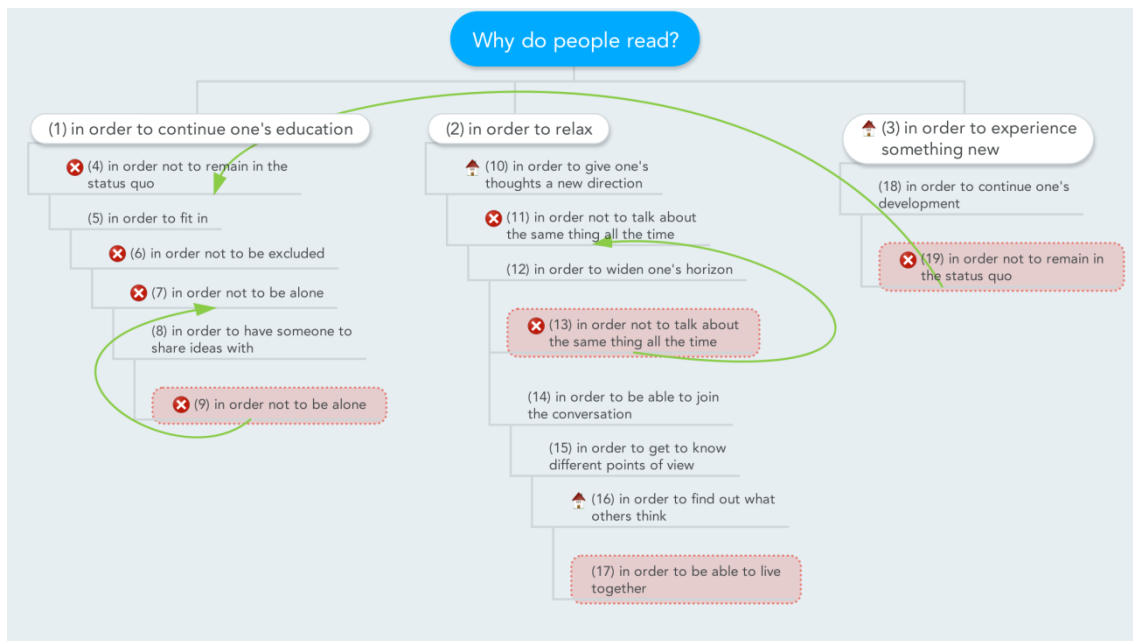 Why do people read?
(1) in order to continue one's education
(4) in order not to remain in the
status quo
(5) in order to fit in
(6) in order not to be excluded
(7) in order not to be alone
(8) in order to have someone to
share ideas with
(9) in order not to be alone
(2) in order to relax
(10) in order to give one's
thoughts a new direction
(11) in order not to talk about
the same thing all the time
(12) in order to widen one's horizon
(13) in order not to talk about
the same thing all the time
(14) in order to be able to join
the conversation
(15) in order to get to know
different points of view
(16) in order to find out what
others think
(17) in order to be able to live
together
(3) in order to experience
something new
(18) in order to continue one's
development
(19) in order not to remain in
the status quo